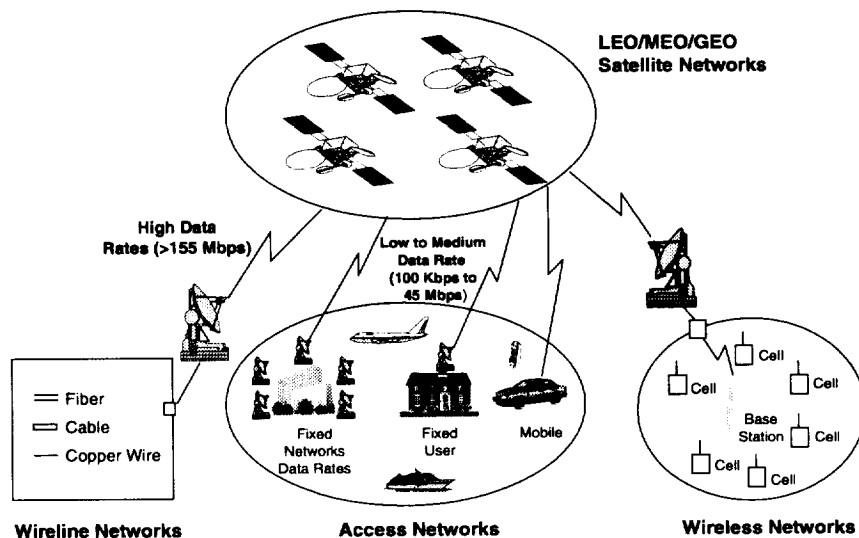 LEO/MEO/GEO
Satellite Networks
High Data
Rates (>155 Mbps)
Low to Medium
Data Rate
(100 Kbps to
45 Mbps)
Fiber
Cable
Copper Wire
Fixed
Networks
Data Rates
Fixed
User
Mobile
Cell
Cell
Cell
Base
Station
Cell
Cell
Cell
Wireline Networks
Access Networks
Wireless Networks